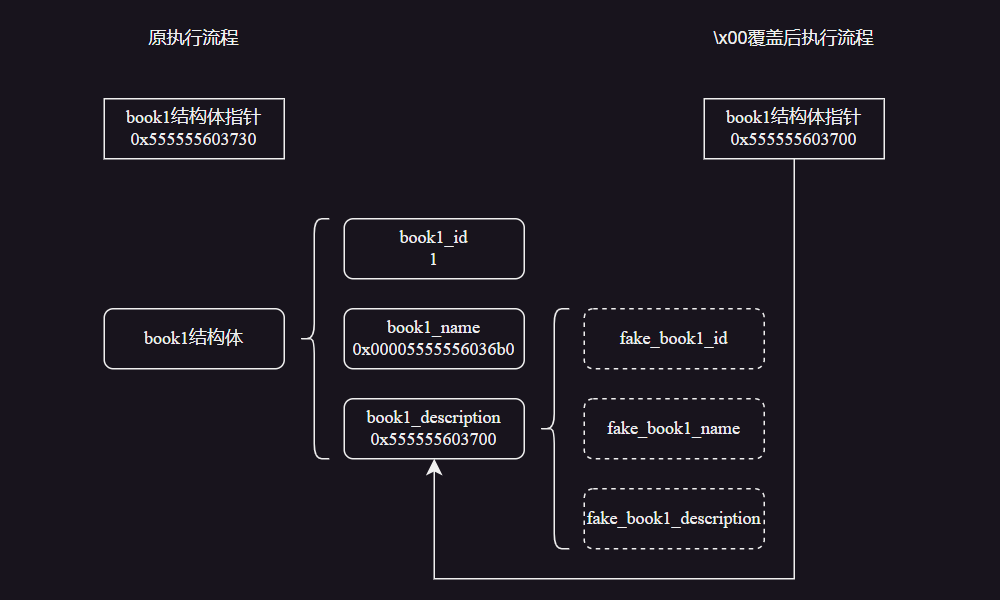 原执行流程
\x00覆盖后执行流程
book1结构体指针
0x555555603730
book1结构体指针
0x555555603700
book1_id
1
book1结构体
book1_name
0x00005555556036b0
book1_description
0x555555603700
fake_book1_id
fake_book1_name
fake_book1_description